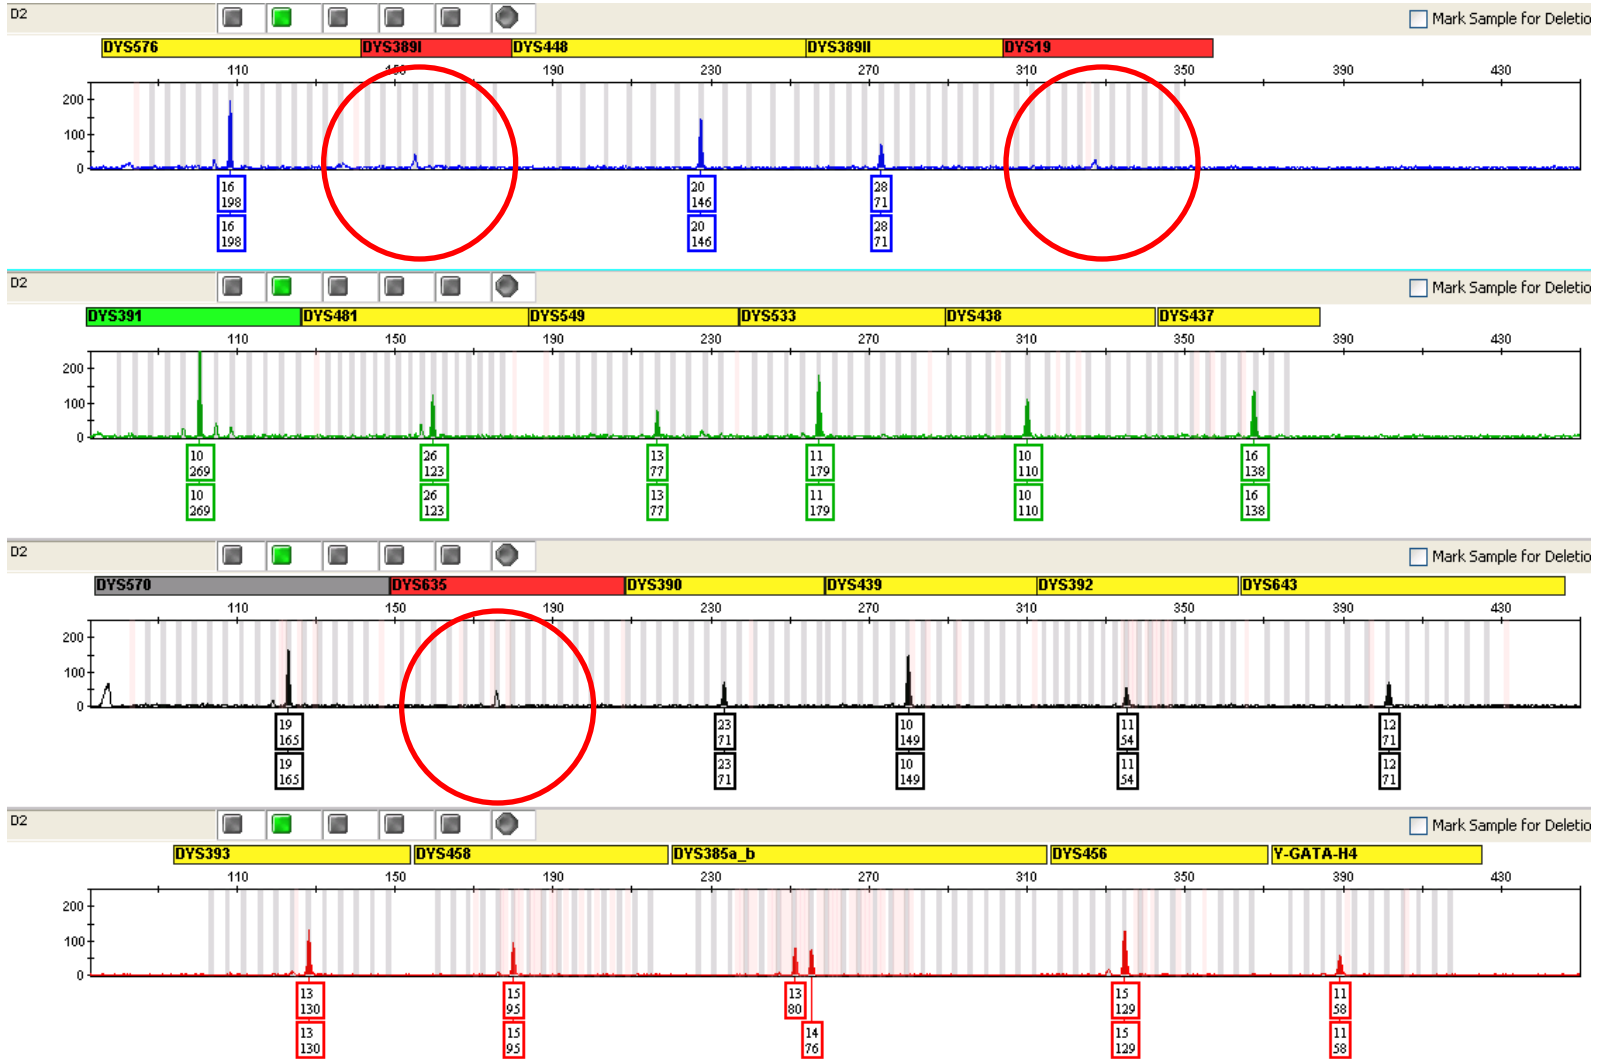 D2 Mark Sample for Deletio
DYS576 DYS389I DYS448 DYS389II DYS19
110 150 190 230 270 310 350 390 430
200
100
0
16 20 28
198 146 71
16 20 28
198 146 71
D2 Mark Sample for Deletio
DYS391 DYS481 DYS549 DYS533 DYS438 DYS437
110 150 190 230 270 310 350 390 430
200
100
0
10 26 13 11 10 16
269 123 77 179 110 138
10 26 13 11 10 16
269 123 77 179 110 138
D2 Mark Sample for Deletio
DYS570 DYS635 DYS390 DYS439 DYS392 DYS643
110 150 190 230 270 310 350 390 430
200
100
0
19 23 10 11 12
165 71 149 54 71
19 23 10 11 12
165 71 149 54 71
D2 Mark Sample for Deletio
DYS393 DYS458 DYS385a_b DYS456 Y-GATA-H4
110 150 190 230 270 310 350 390 430
200
100
0
13 15 13 15 11
130 95 80 129 58
13 15 14 15 11
130 95 76 129 58